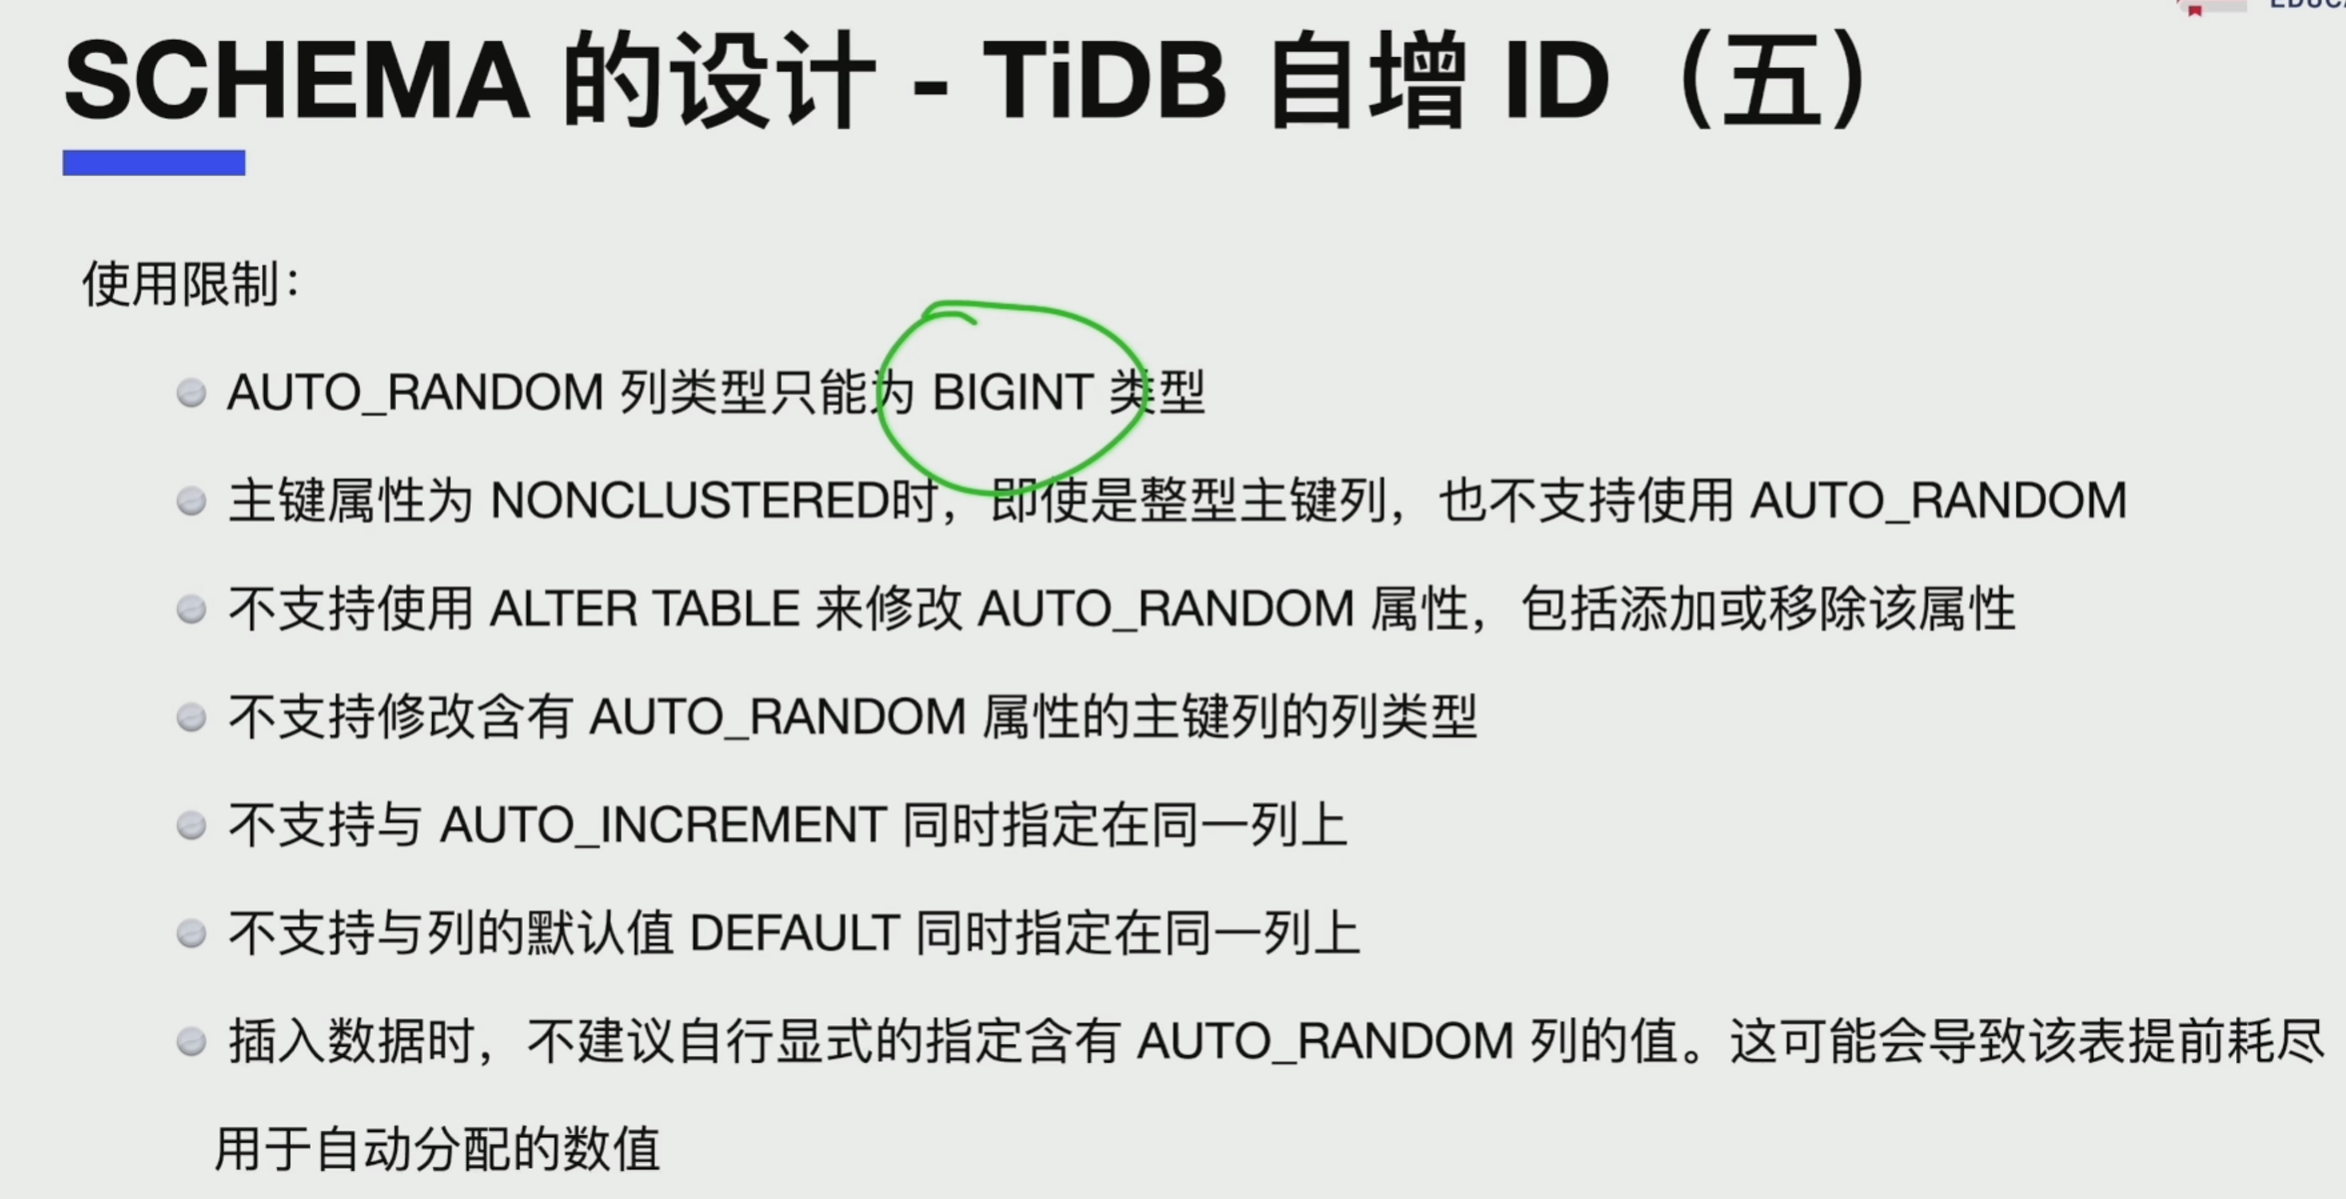 SCHEMA 的设计 - TiDB 自增 ID（五）
使用限制：
AUTO_RANDOM 列类型只能为 BIGINT 类型
主键属性为 NONCLUSTERED时，即使是整型主键列，也不支持使用 AUTO_RANDOM
不支持使用 ALTER TABLE 来修改 AUTO_RANDOM 属性，包括添加或移除该属性
不支持修改含有 AUTO_RANDOM 属性的主键列的列类型
不支持与 AUTO_INCREMENT 同时指定在同一列上
不支持与列的默认值 DEFAULT 同时指定在同一列上
插入数据时，不建议自行显式的指定含有 AUTO_RANDOM 列的值。这可能会导致该表提前耗尽
用于自动分配的数值